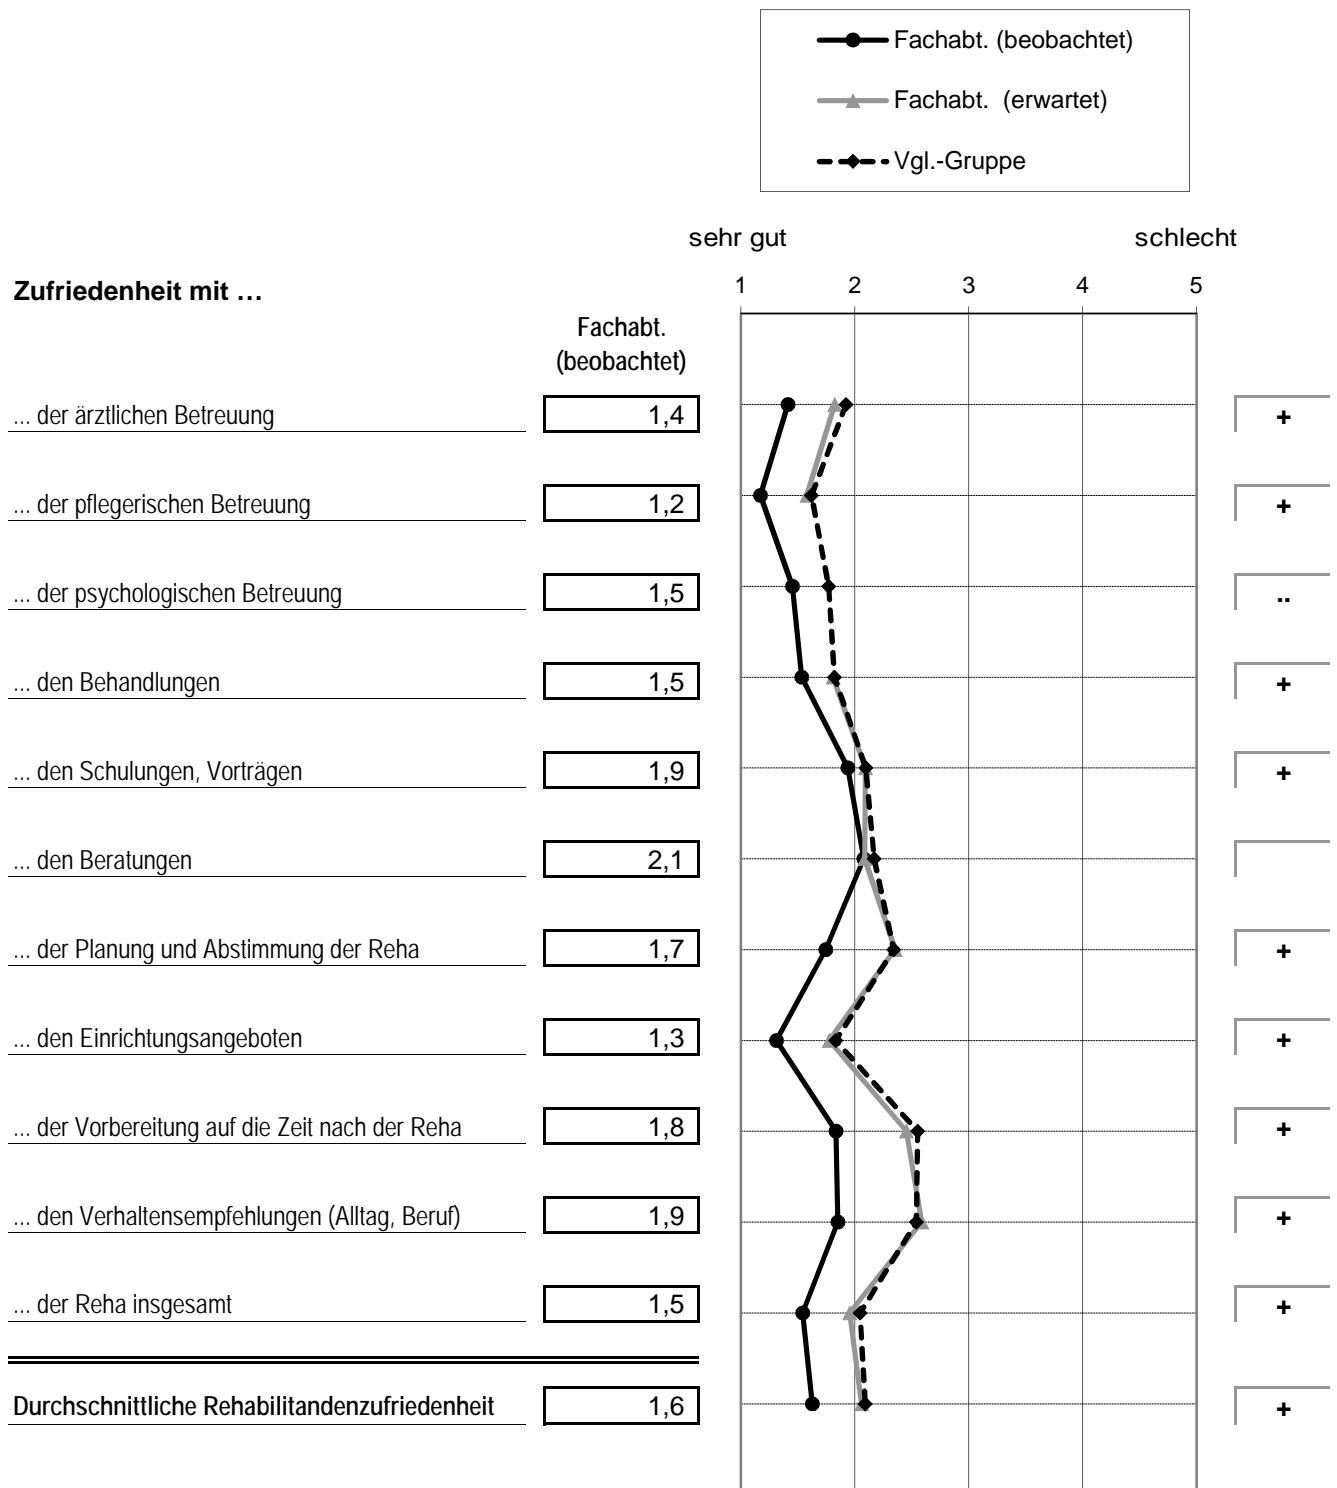 Fachabt. (beobachtet)
Fachabt. (erwartet)
Vgl.-Gruppe
sehr gut schlecht
Zufriedenheit mit …
1 2 3 4 5
Fachabt.
(beobachtet)
... der ärztlichen Betreuung 1,4 +
... der pflegerischen Betreuung 1,2 +
... der psychologischen Betreuung 1,5 ..
... den Behandlungen 1,5 +
... den Schulungen, Vorträgen 1,9 +
... den Beratungen 2,1
... der Planung und Abstimmung der Reha 1,7 +
... den Einrichtungsangeboten 1,3 +
... der Vorbereitung auf die Zeit nach der Reha 1,8 +
... den Verhaltensempfehlungen (Alltag, Beruf) 1,9 +
... der Reha insgesamt 1,5 +
Durchschnittliche Rehabilitandenzufriedenheit 1,6 +